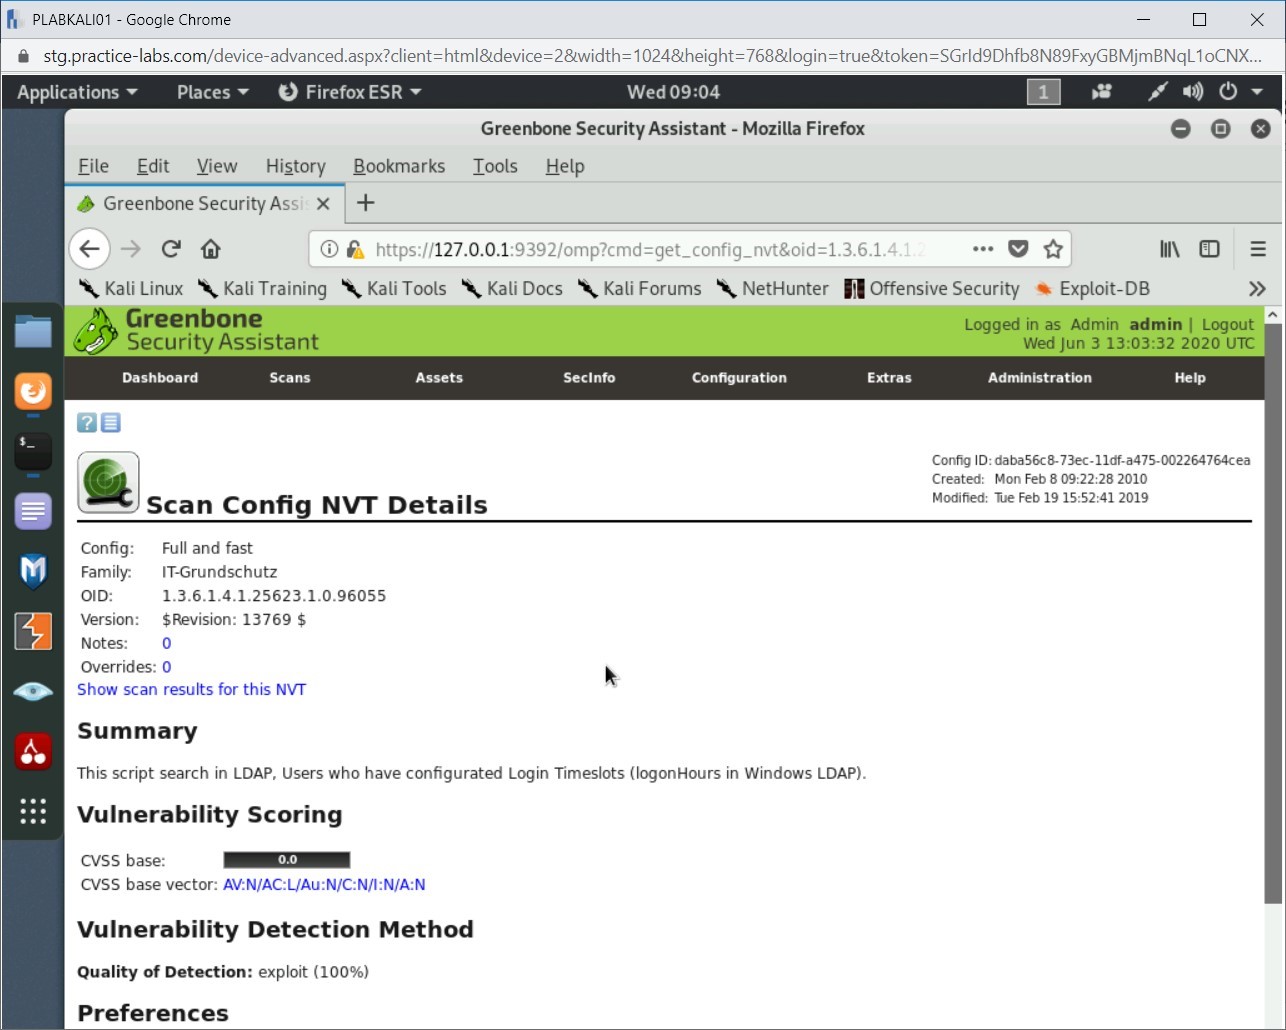 PLABKALI01 - Google Chrome
stg.practice-labs.com/device-advanced.aspx?client=html&device=2&width=1024&height=768&login=true&token=SGrId9Dhfb8N89FxyGBMjmBNqL1oCNX...
Applications Places Firefox ESR Wed 09:04 1
Greenbone Security Assistant - Mozilla Firefox
File Edit View History Bookmarks Tools Help
Greenbone Security Assis
https://127.0.0.1:9392/omp?cmd=get_config_nvt&oid=1.3.6.1.4.1.2
Kali Linux Kali Training Kali Tools Kali Docs Kali Forums NetHunter Offensive Security Exploit-DB
Greenbone
Security Assistant
Logged in as Admin admin | Logout
Wed Jun 3 13:03:32 2020 UTC
Dashboard Scans Assets SecInfo Configuration Extras Administration Help
?
Config ID: daba56c8-73ec-11df-a475-002264764cea
Created: Mon Feb 8 09:22:28 2010
Modified: Tue Feb 19 15:52:41 2019
Scan Config NVT Details
Config: Full and fast
Family: IT-Grundschutz
OID: 1.3.6.1.4.1.25623.1.0.96055
Version: $Revision: 13769 $
Notes: 0
Overrides: 0
Show scan results for this NVT
Summary
This script search in LDAP, Users who have configurated Login Timeslots (logonHours in Windows LDAP).
Vulnerability Scoring
CVSS base: 0.0
CVSS base vector: AV:N/AC:L/Au:N/C:N/I:N/A:N
Vulnerability Detection Method
Quality of Detection: exploit (100%)
Preferences